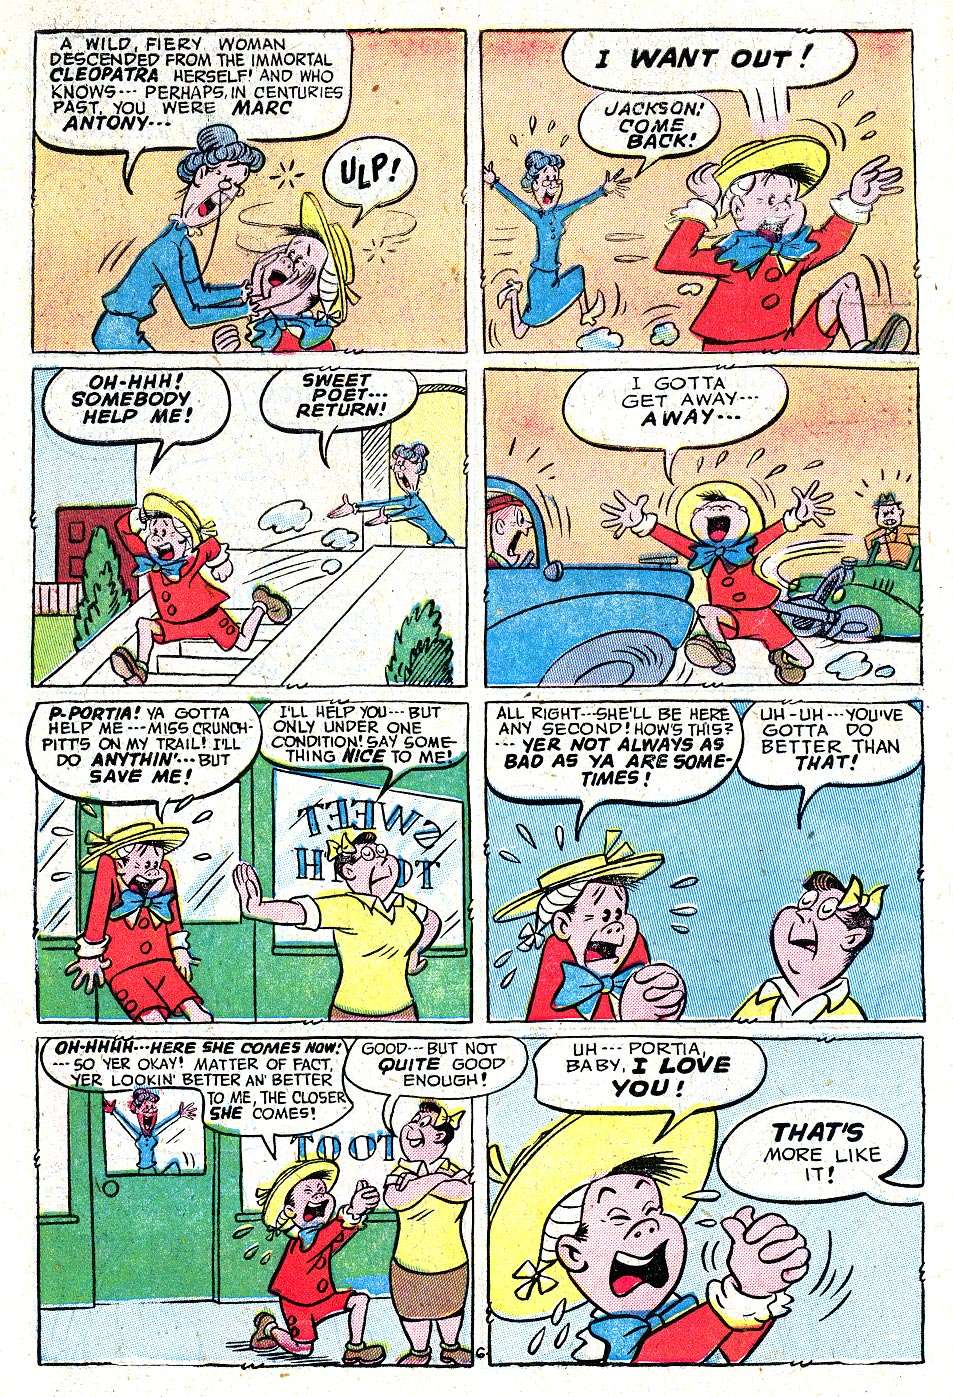 A WILD, FIERY WOMAN
DESCENDED FROM THE IMMORTAL
CLEOPATRA HERSELF! AND WHO
KNOWS--- PERHAPS, IN CENTURIES
PAST, YOU WERE MARC
ANTONY---
ULP!
I WANT OUT!
JACKSON!
COME
BACK!
OH-HHH!
SOMEBODY
HELP ME!
SWEET
POET---
RETURN!
I GOTTA
GET AWAY---
AWAY---
P-PORTIA! YA GOTTA
HELP ME---MISS CRUNCH-
PITT'S ON MY TRAIL! I'LL
DO ANYTHIN'---BUT
SAVE ME!
I'LL HELP YOU---BUT
ONLY UNDER ONE
CONDITION! SAY SOME-
THING NICE TO ME!
SWEET
TOOTH
ALL RIGHT---SHE'LL BE HERE
ANY SECOND! HOW'S THIS?
--- YER NOT ALWAYS AS
BAD AS YA ARE SOME-
TIMES!
UH-UH---YOU'VE
GOTTA DO
BETTER THAN
THAT!
OH-HHHH---HERE SHE COMES NOW!
---SO YER OKAY! MATTER OF FACT,
YER LOOKIN' BETTER AN' BETTER
TO ME, THE CLOSER
SHE COMES!
GOOD---BUT NOT
QUITE GOOD
ENOUGH!
TOOT
UH--- PORTIA,
BABY, I LOVE
YOU!
THAT'S
MORE LIKE
IT!
6